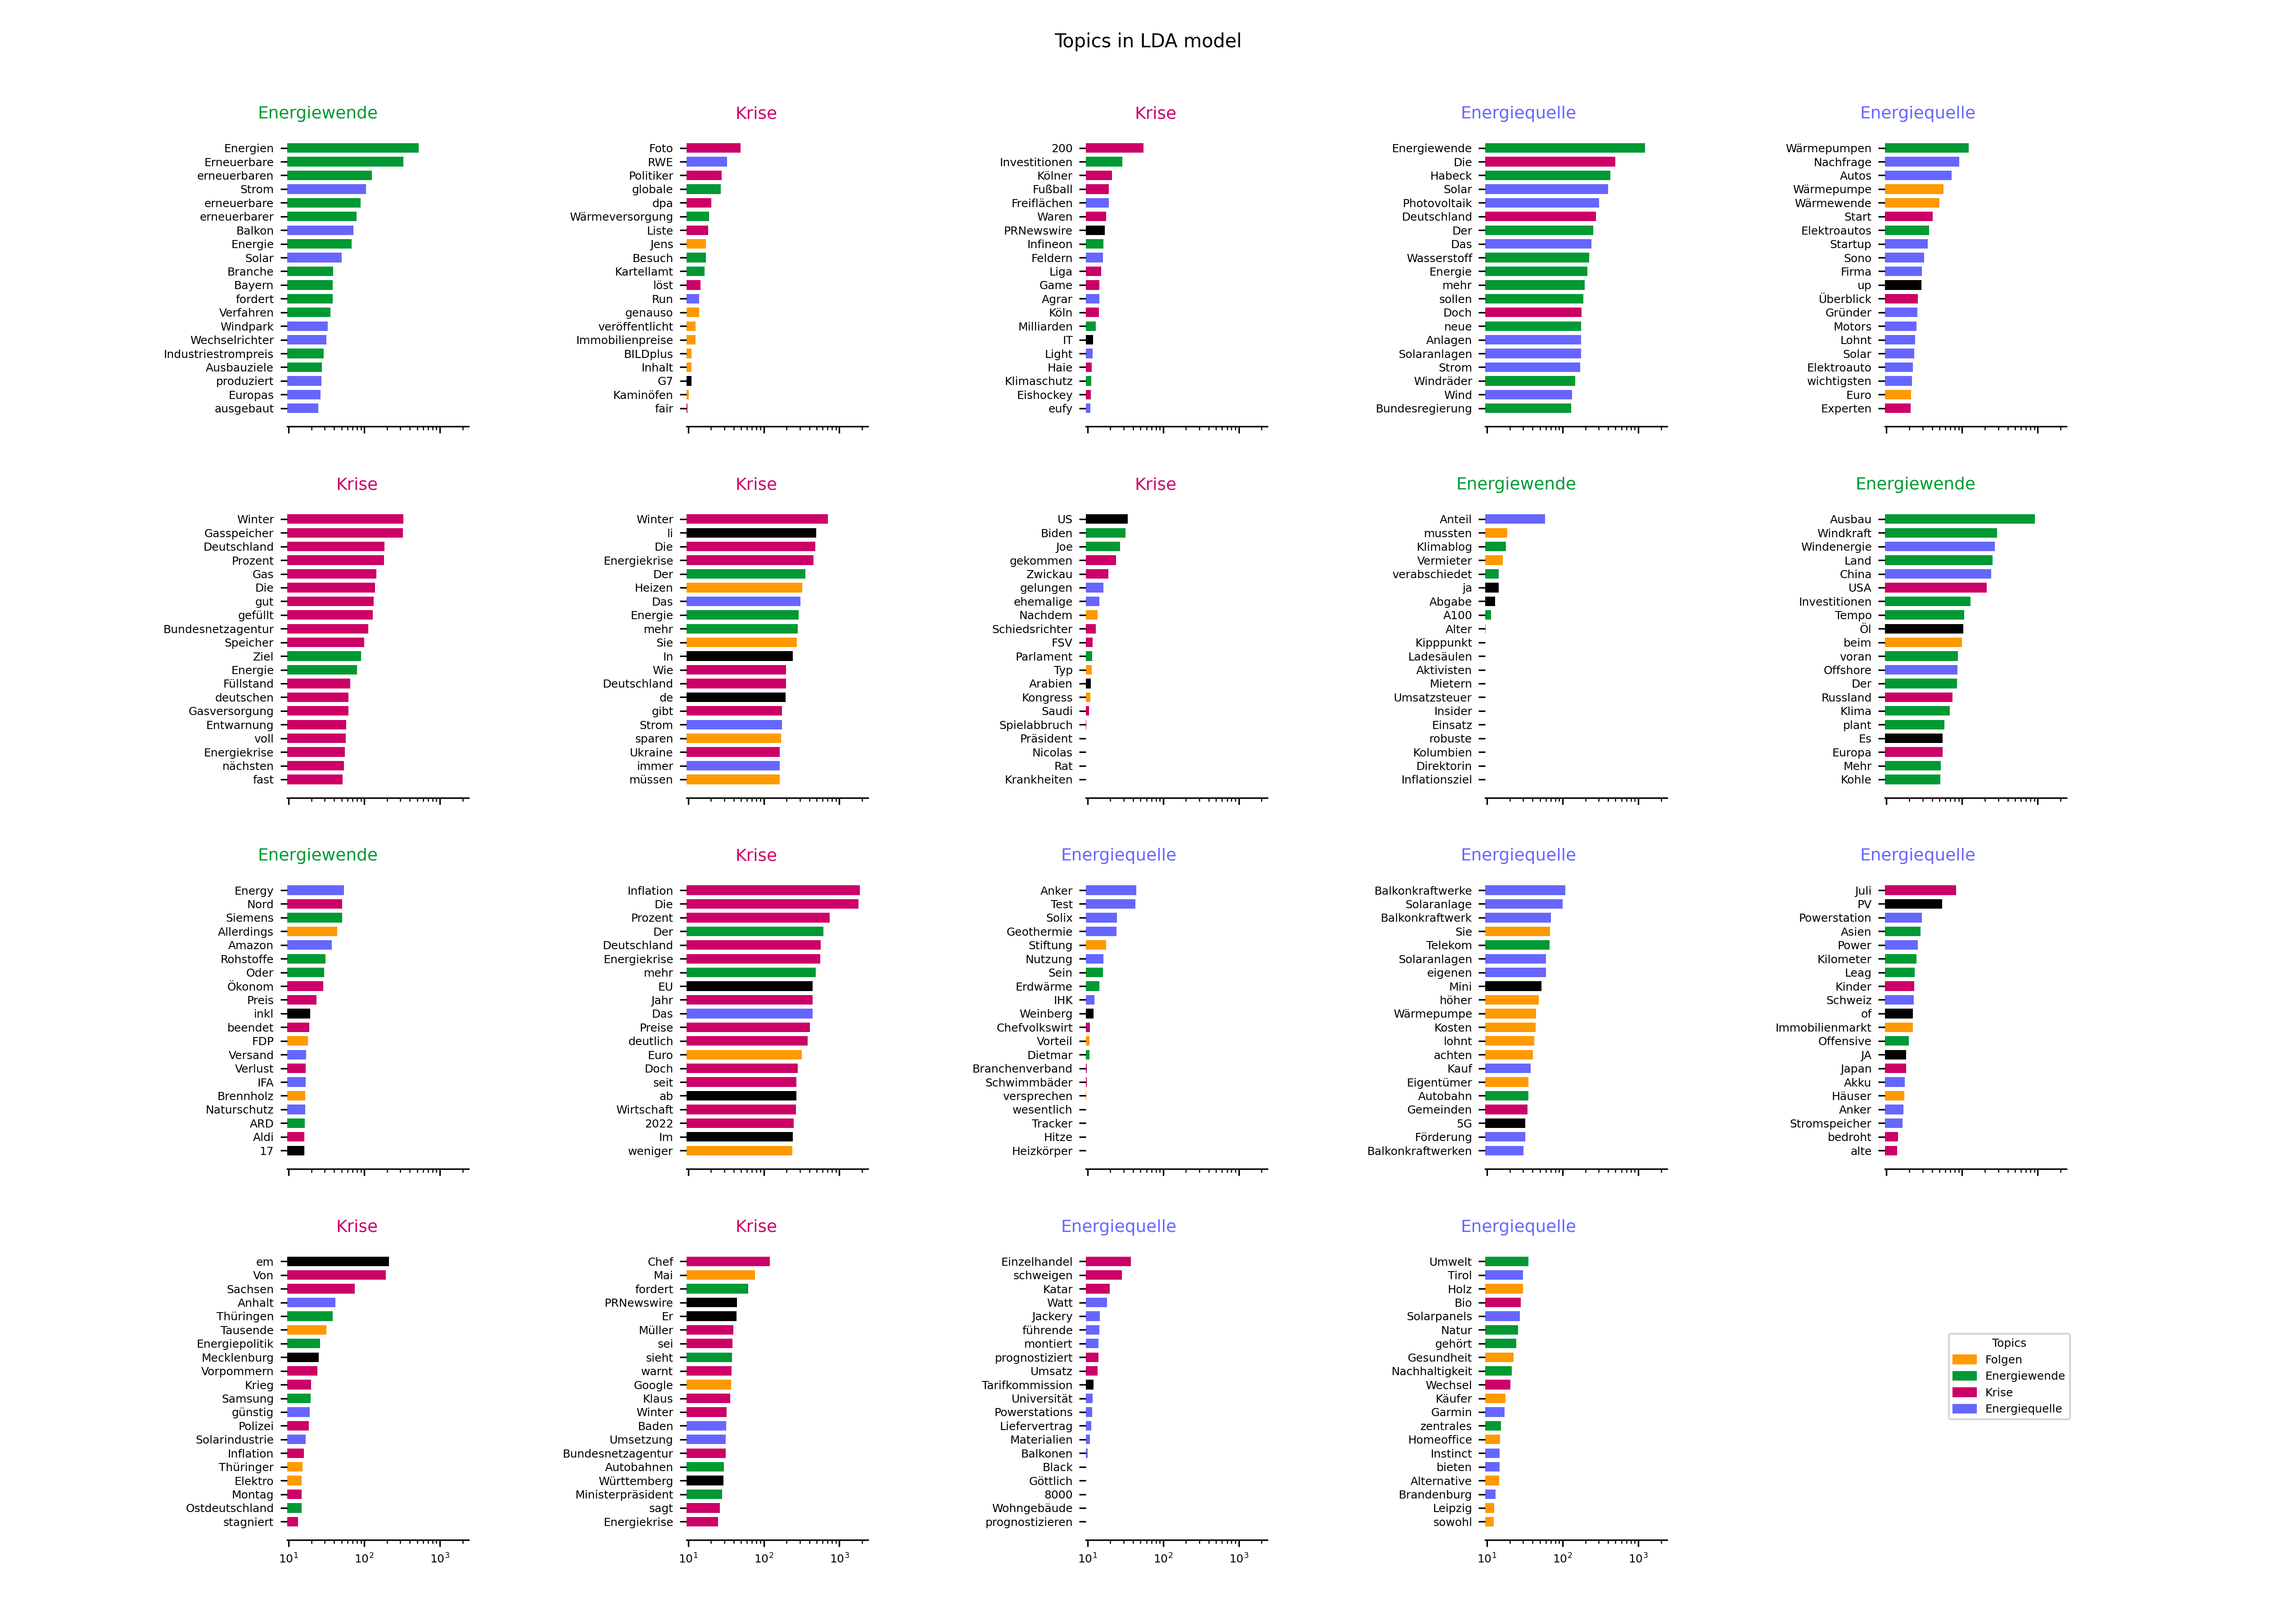 Topics in LDA model
Energiewende
Energien
Erneuerbare
erneuerbaren
Strom
erneuerbare
erneuerbarer
Balkon
Energie
Solar
Branche
Bayern
fordert
Verfahren
Windpark
Wechselrichter
Industriestrompreis
Ausbauziele
produziert
Europas
ausgebaut
Krise
Foto
RWE
Politiker
globale
dpa
Wärmeversorgung
Liste
Jens
Besuch
Kartellamt
löst
Run
genauso
veröffentlicht
Immobilienpreise
BILDplus
Inhalt
G7
Kaminöfen
fair
Krise
200
Investitionen
Kölner
Fußball
Freiflächen
Waren
PRNewswire
Infineon
Feldern
Liga
Game
Agrar
Köln
Milliarden
IT
Light
Haie
Klimaschutz
Eishockey
eufy
Energiequelle
Energiewende
Die
Habeck
Solar
Photovoltaik
Deutschland
Der
Das
Wasserstoff
Energie
mehr
sollen
Doch
neue
Anlagen
Solaranlagen
Strom
Windräder
Wind
Bundesregierung
Energiequelle
Wärmepumpen
Nachfrage
Autos
Wärmepumpe
Wärmewende
Start
Elektroautos
Startup
Sono
Firma
up
Überblick
Gründer
Motors
Lohnt
Solar
Elektroauto
wichtigsten
Euro
Experten
Krise
Winter
Gasspeicher
Deutschland
Prozent
Gas
Die
gut
gefüllt
Bundesnetzagentur
Speicher
Ziel
Energie
Füllstand
deutschen
Gasversorgung
Entwarnung
voll
Energiekrise
nächsten
fast
Krise
Winter
li
Die
Energiekrise
Der
Heizen
Das
Energie
mehr
Sie
In
Wie
Deutschland
de
gibt
Strom
sparen
Ukraine
immer
müssen
Krise
US
Biden
Joe
gekommen
Zwickau
gelungen
ehemalige
Nachdem
Schiedsrichter
FSV
Parlament
Typ
Arabien
Kongress
Saudi
Spielabbruch
Präsident
Nicolas
Rat
Krankheiten
Energiewende
Anteil
mussten
Klimablog
Vermieter
verabschiedet
ja
Abgabe
A100
Alter
Kipppunkt
Ladesäulen
Aktivisten
Mietern
Umsatzsteuer
Insider
Einsatz
robuste
Kolumbien
Direktorin
Inflationsziel
Energiewende
Ausbau
Windkraft
Windenergie
Land
China
USA
Investitionen
Tempo
Öl
beim
voran
Offshore
Der
Russland
Klima
plant
Es
Europa
Mehr
Kohle
Energiewende
Energy
Nord
Siemens
Allerdings
Amazon
Rohstoffe
Oder
Ökonom
Preis
inkl
beendet
FDP
Versand
Verlust
IFA
Brennholz
Naturschutz
ARD
Aldi
17
Krise
Inflation
Die
Prozent
Der
Deutschland
Energiekrise
mehr
EU
Jahr
Das
Preise
deutlich
Euro
Doch
seit
ab
Wirtschaft
2022
Im
weniger
Energiequelle
Anker
Test
Solix
Geothermie
Stiftung
Nutzung
Sein
Erdwärme
IHK
Weinberg
Chefvolkswirt
Vorteil
Dietmar
Branchenverband
Schwimmbäder
versprechen
wesentlich
Tracker
Hitze
Heizkörper
Energiequelle
Balkonkraftwerke
Solaranlage
Balkonkraftwerk
Sie
Telekom
Solaranlagen
eigenen
Mini
höher
Wärmepumpe
Kosten
lohnt
achten
Kauf
Eigentümer
Autobahn
Gemeinden
5G
Förderung
Balkonkraftwerken
Energiequelle
Juli
PV
Powerstation
Asien
Power
Kilometer
Leag
Kinder
Schweiz
of
Immobilienmarkt
Offensive
JA
Japan
Akku
Häuser
Anker
Stromspeicher
bedroht
alte
Krise
em
Von
Sachsen
Anhalt
Thüringen
Tausende
Energiepolitik
Mecklenburg
Vorpommern
Krieg
Samsung
günstig
Polizei
Solarindustrie
Inflation
Thüringer
Elektro
Montag
Ostdeutschland
stagniert
10¹ 10² 10³
Krise
Chef
Mai
fordert
PRNewswire
Er
Müller
sei
sieht
warnt
Google
Klaus
Winter
Baden
Umsetzung
Bundesnetzagentur
Autobahnen
Württemberg
Ministerpräsident
sagt
Energiekrise
10¹ 10² 10³
Energiequelle
Einzelhandel
schweigen
Katar
Watt
Jackery
führende
montiert
prognostiziert
Umsatz
Tarifkommission
Universität
Powerstations
Liefervertrag
Materialien
Balkonen
Black
Göttlich
8000
Wohngebäude
prognostizieren
10¹ 10² 10³
Energiequelle
Umwelt
Tirol
Holz
Bio
Solarpanels
Natur
gehört
Gesundheit
Nachhaltigkeit
Wechsel
Käufer
Garmin
zentrales
Homeoffice
Instinct
bieten
Alternative
Brandenburg
Leipzig
sowohl
10¹ 10² 10³
Topics
Folgen
Energiewende
Krise
Energiequelle